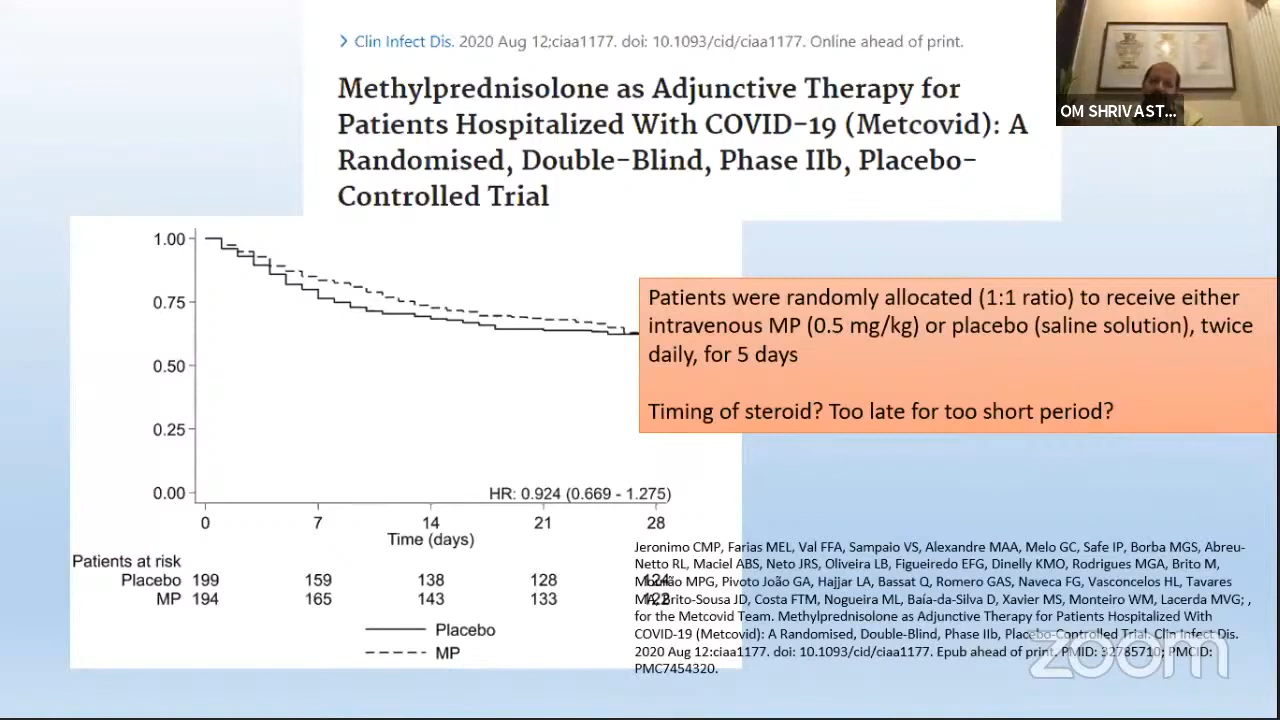 > Clin Infect Dis. 2020 Aug 12;ciaa1177. doi: 10.1093/cid/ciaa1177. Online ahead of print.
Methylprednisolone as Adjunctive Therapy for
Patients Hospitalized With COVID-19 (Metcovid): A
Randomised, Double-Blind, Phase IIb, Placebo-
Controlled Trial
OM SHRIVAST...
1.00
0.75
0.50
0.25
0.00
HR: 0.924 (0.669 - 1.275)
0 7 14 21 28
Time (days)
Patients at risk
Placebo 199 159 138 128 124
MP 194 165 143 133 122
Placebo
MP
Patients were randomly allocated (1:1 ratio) to receive either
intravenous MP (0.5 mg/kg) or placebo (saline solution), twice
daily, for 5 days
Timing of steroid? Too late for too short period?
Jeronimo CMP, Farias MEL, Val FFA, Sampaio VS, Alexandre MAA, Melo GC, Safe IP, Borba MGS, Abreu-
Netto RL, Maciel ABS, Neto JRS, Oliveira LB, Figueiredo EFG, Dinelly KMO, Rodrigues MGA, Brito M,
Mourão MPG, Pivoto João GA, Hajjar LA, Bassat Q, Romero GAS, Naveca FG, Vasconcelos HL, Tavares
MA, Brito-Sousa JD, Costa FTM, Nogueira ML, Baía-da-Silva D, Xavier MS, Monteiro WM, Lacerda MVG; ,
for the Metcovid Team. Methylprednisolone as Adjunctive Therapy for Patients Hospitalized With
COVID-19 (Metcovid): A Randomised, Double-Blind, Phase IIb, Placebo-Controlled Trial. Clin Infect Dis.
2020 Aug 12:ciaa1177. doi: 10.1093/cid/ciaa1177. Epub ahead of print. PMID: 32785710; PMCID:
PMC7454320.
zoom